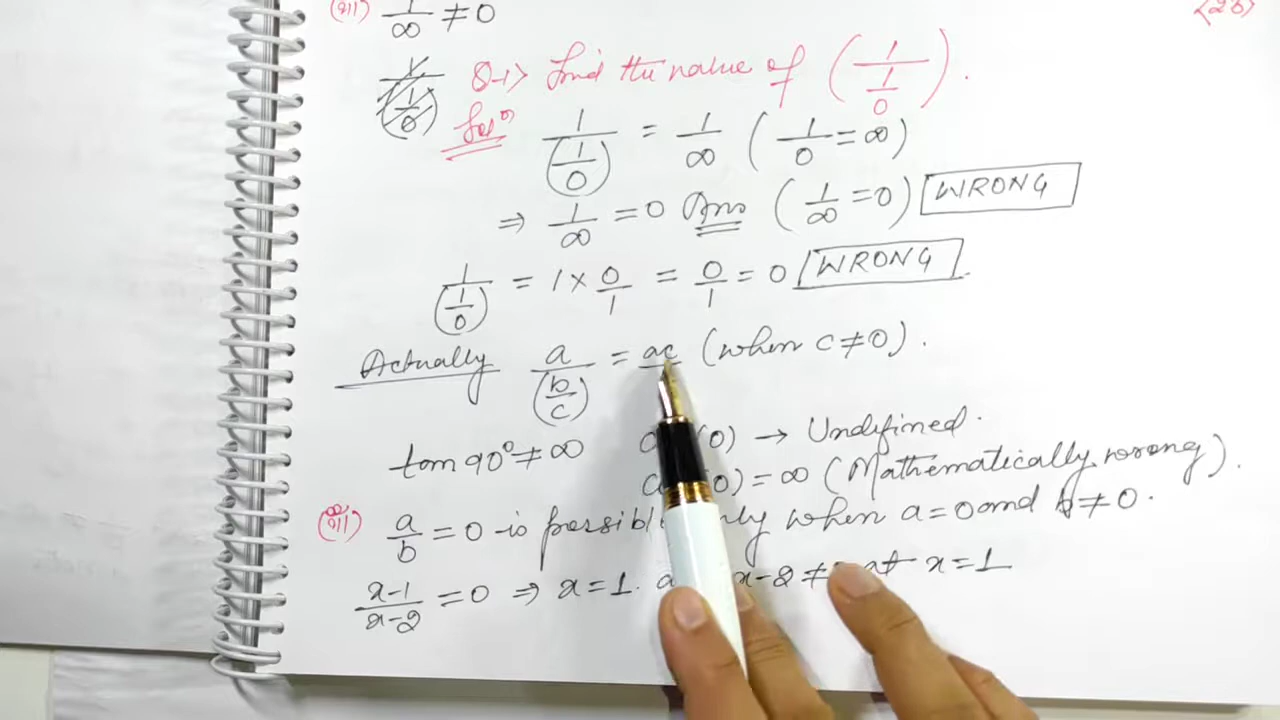 (iii) 1/∞ ≠ 0
Q-1> Find the value of (1/(1/0)).
Solⁿ 1/(1/0) = 1/∞ (1/0 = ∞)
⇒ 1/∞ = 0 Ans (1/∞ = 0) WRONG
1/(1/0) = 1 × 0/1 = 0/1 = 0 WRONG
Actually a/(b/c) = ac (when c ≠ 0).
tan 90° ≠ ∞ (0) → Undefined.
0) = ∞ (Mathematically wrong).
a/b = 0 is possible only when a = 0 and b ≠ 0.
x-1/x-2 = 0 ⇒ x = 1. x-2 ≠ at x = 1